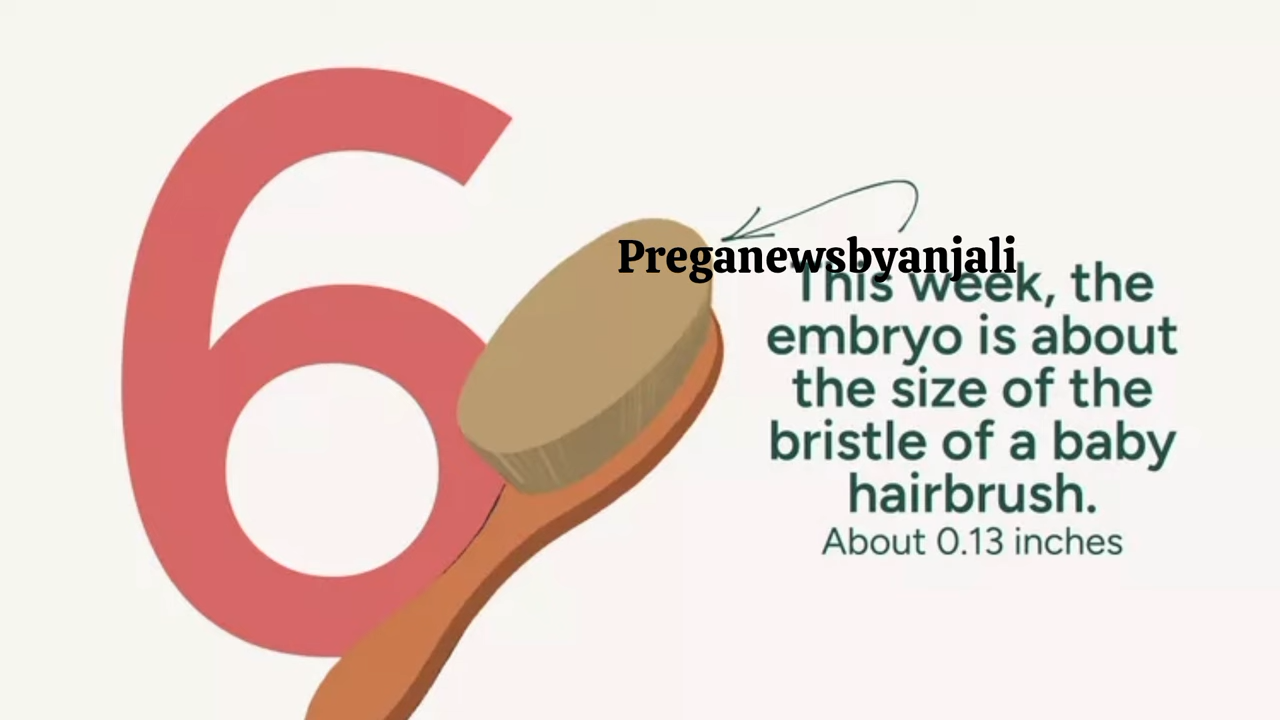 6
Preganewsbyanjali
This week, the
embryo is about
the size of the
bristle of a baby
hairbrush.
About 0.13 inches